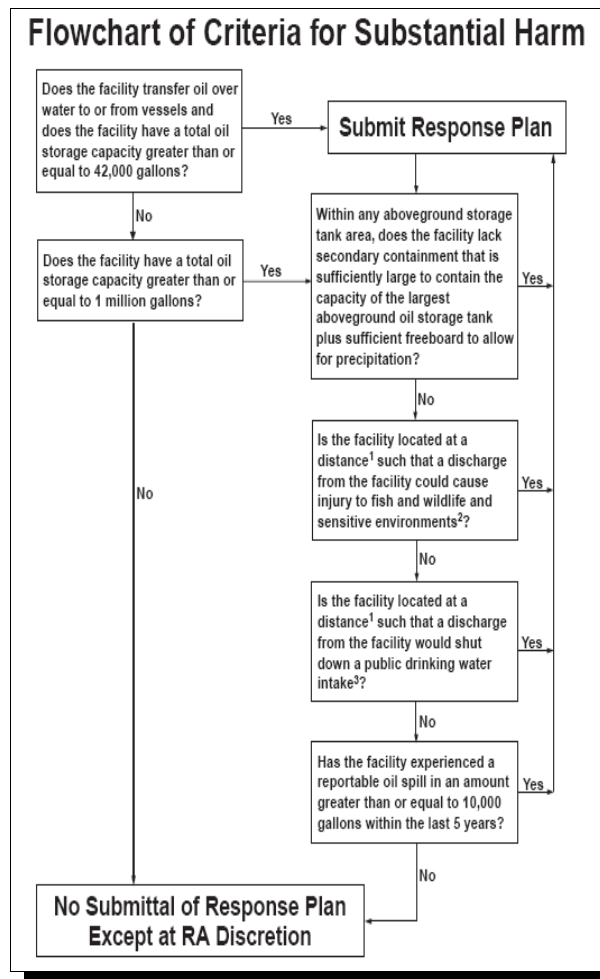 Flowchart of Criteria for Substantial Harm
Does the facility transfer oil over
water to or from vessels and
does the facility have a total oil
storage capacity greater than or
equal to 42,000 gallons?
Yes
Submit Response Plan
No
Does the facility have a total oil
storage capacity greater than or
equal to 1 million gallons?
Yes
Within any aboveground storage
tank area, does the facility lack
secondary containment that is
sufficiently large to contain the
capacity of the largest
aboveground oil storage tank
plus sufficient freeboard to allow
for precipitation?
Yes
No
Is the facility located at a
distance¹ such that a discharge
from the facility could cause
injury to fish and wildlife and
sensitive environments²?
Yes
No
No
Is the facility located at a
distance¹ such that a discharge
from the facility would shut
down a public drinking water
intake³?
Yes
No
Has the facility experienced a
reportable oil spill in an amount
greater than or equal to 10,000
gallons within the last 5 years?
Yes
No
No Submittal of Response Plan
Except at RA Discretion